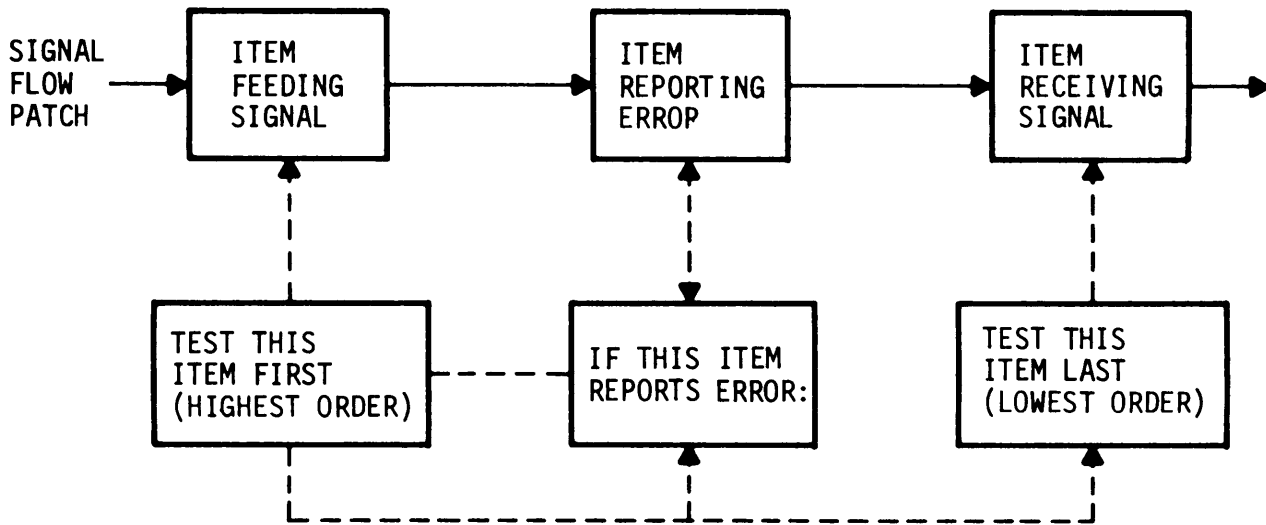 SIGNAL
FLOW
PATCH
ITEM
FEEDING
SIGNAL
ITEM
REPORTING
ERROP
ITEM
RECEIVING
SIGNAL
TEST THIS
ITEM FIRST
(HIGHEST ORDER)
IF THIS ITEM
REPORTS ERROR:
TEST THIS
ITEM LAST
(LOWEST ORDER)